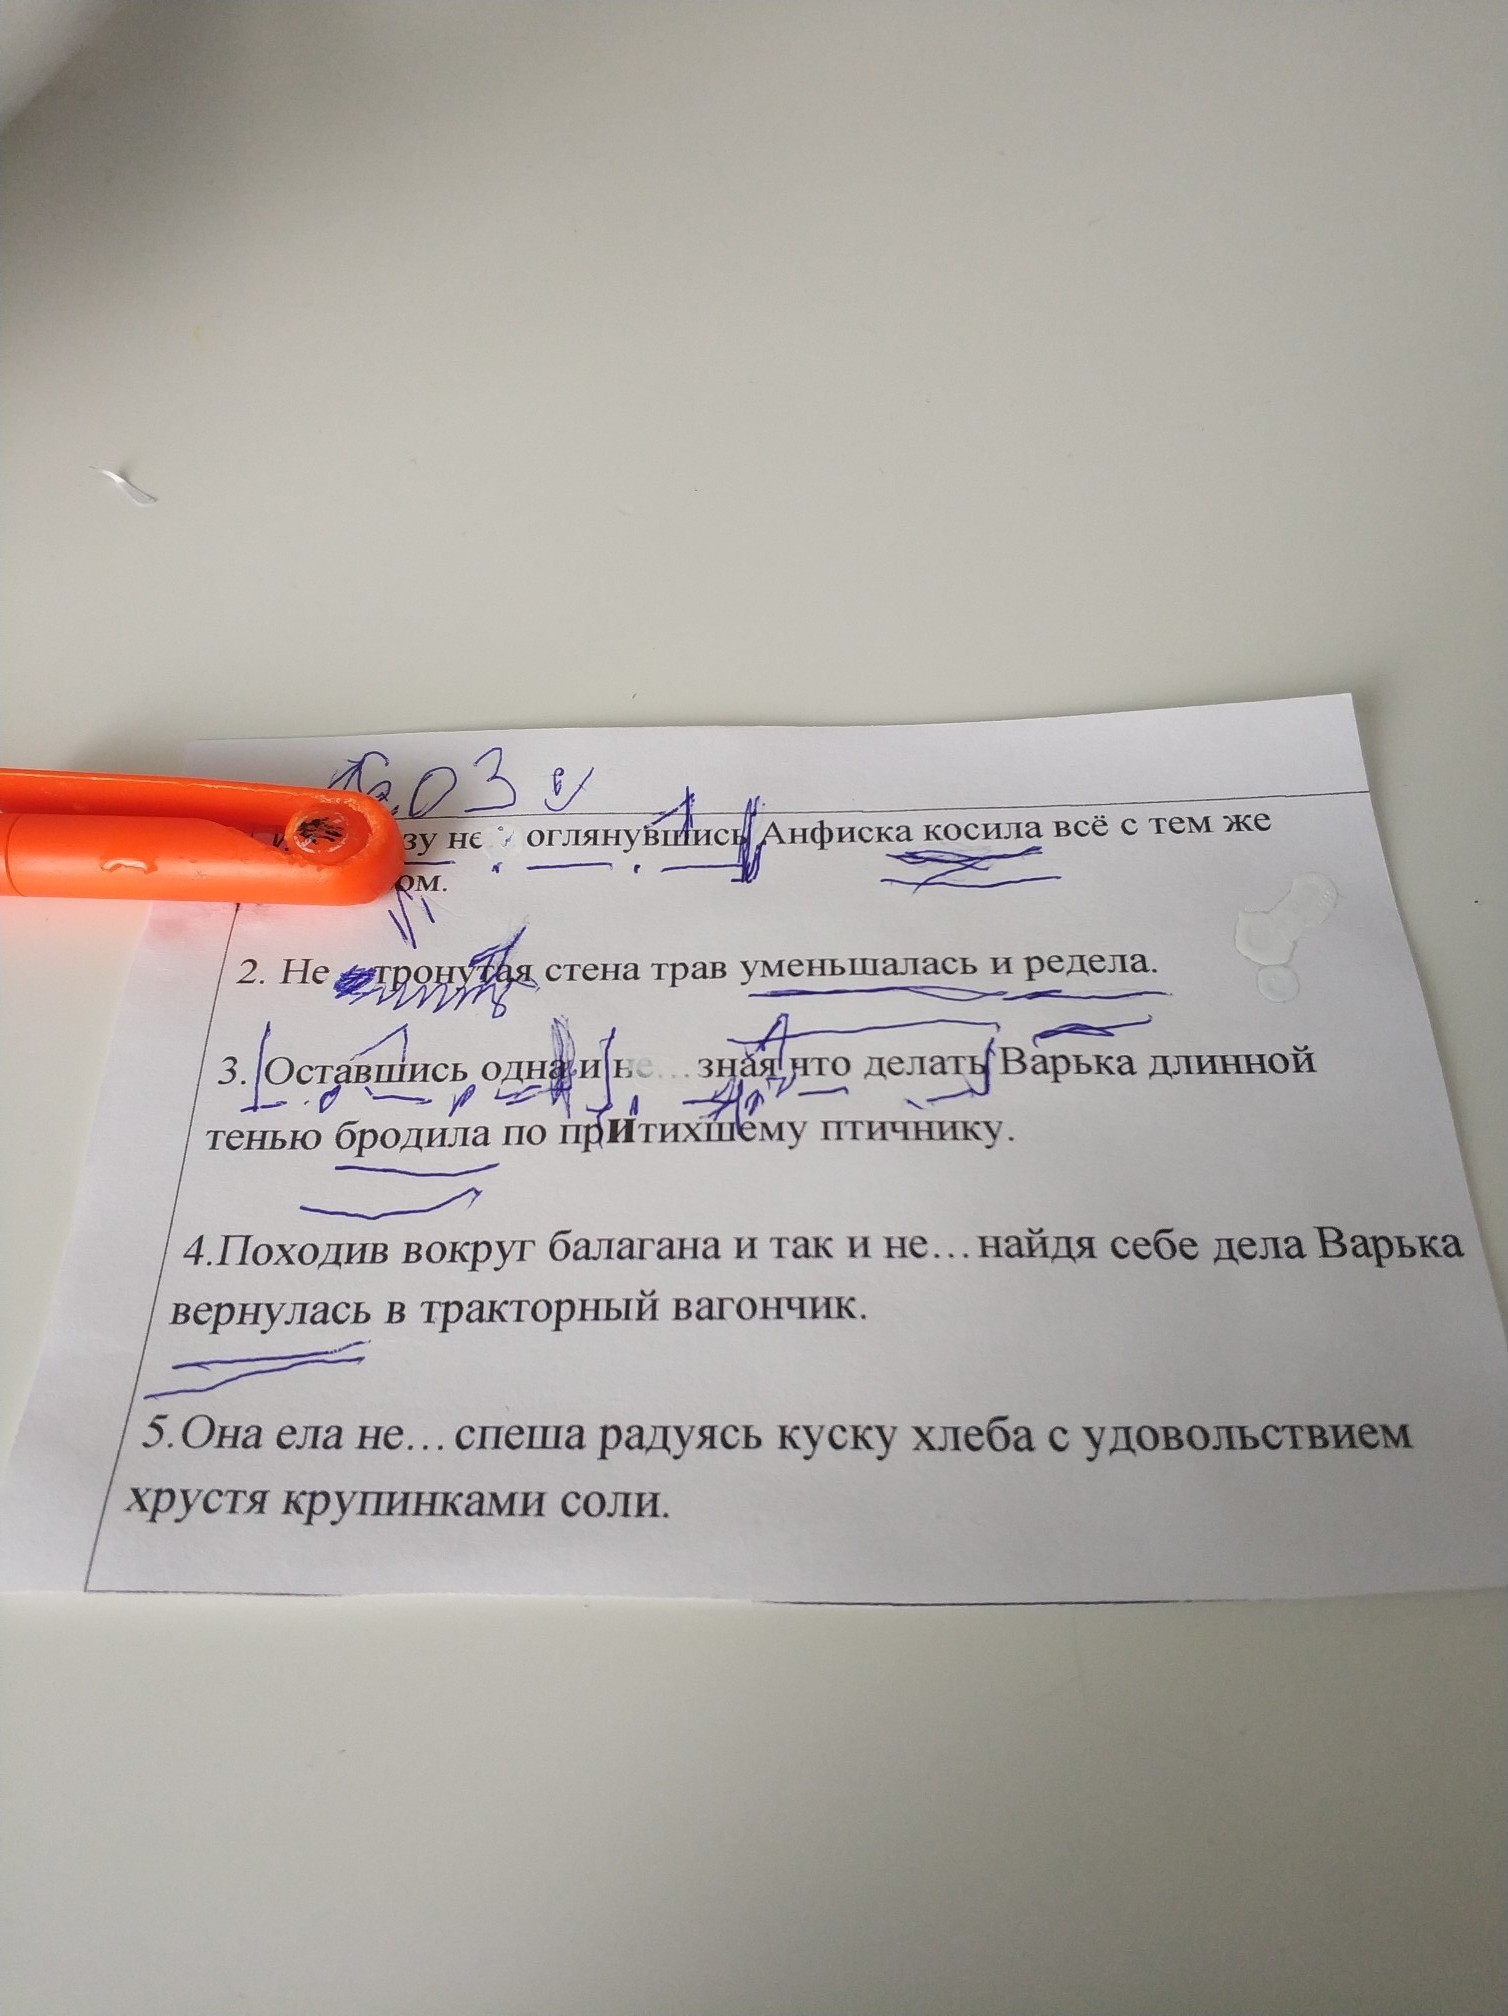 03
зу не оглянувшись Анфиска косила всё с тем же
ом.
2. Не тронутая стена трав уменьшалась и редела.
3. Оставшись одна и не... зная что делать Варька длинной
тенью бродила по притихшему птичнику.
4.Походив вокруг балагана и так и не...найдя себе дела Варька
вернулась в тракторный вагончик.
5.Она ела не...спеша радуясь куску хлеба с удовольствием
хрустя крупинками соли.